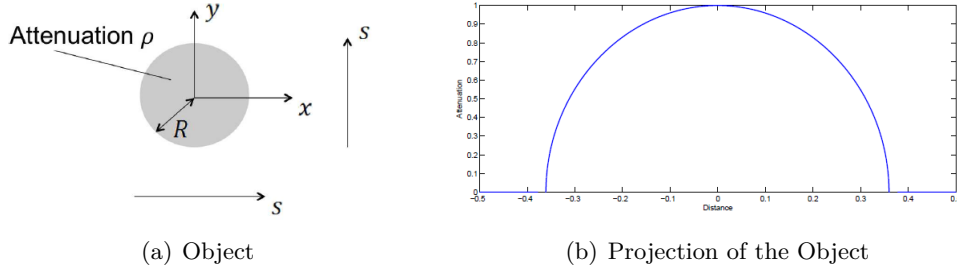 y
Attenuation ρ
s
x
R
s
(a) Object
1
0.9
0.8
0.7
0.6
0.5
0.4
0.3
0.2
0.1
0
Attenuation
−0.5 −0.4 −0.3 −0.2 −0.1 0 0.1 0.2 0.3 0.4
Distance
(b) Projection of the Object